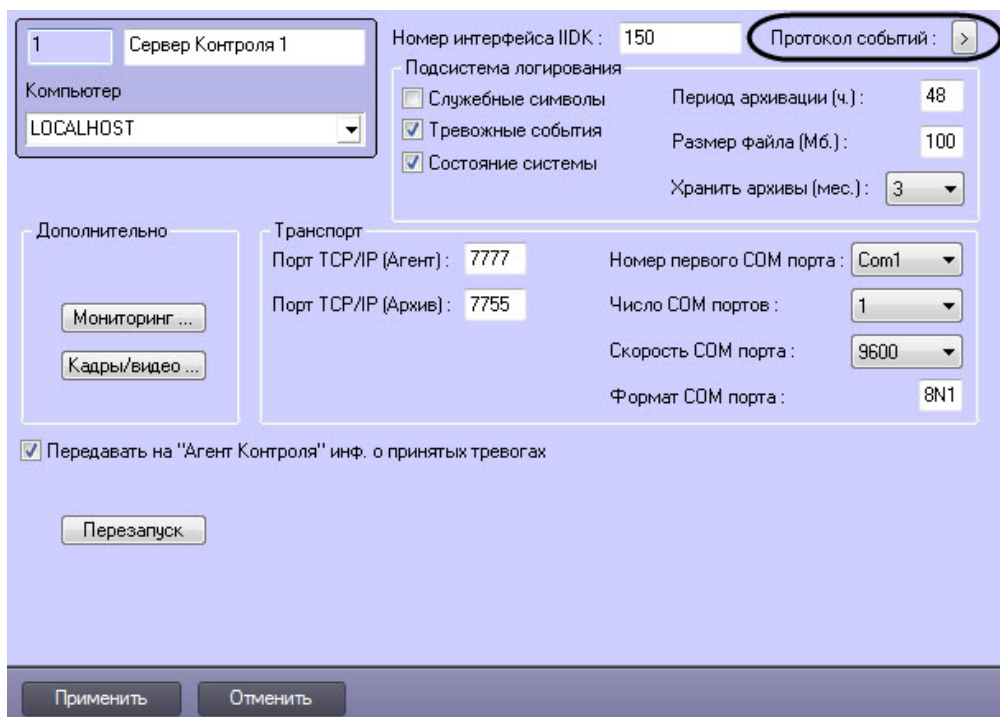 1
Сервер Контроля 1
Компьютер
LOCALHOST
Номер интерфейса IIDK : 150
Протокол событий : >
Подсистема логирования
Служебные символы
Тревожные события
Состояние системы
Период архивации (ч.) : 48
Размер файла (Мб.) : 100
Хранить архивы (мес.) : 3
Дополнительно
Мониторинг ...
Кадры/видео ...
Транспорт
Порт TCP/IP (Агент) : 7777
Порт TCP/IP (Архив) : 7755
Номер первого COM порта : Com1
Число COM портов : 1
Скорость COM порта : 9600
Формат COM порта : 8N1
Передавать на "Агент Контроля" инф. о принятых тревогах
Перезапуск
Применить
Отменить